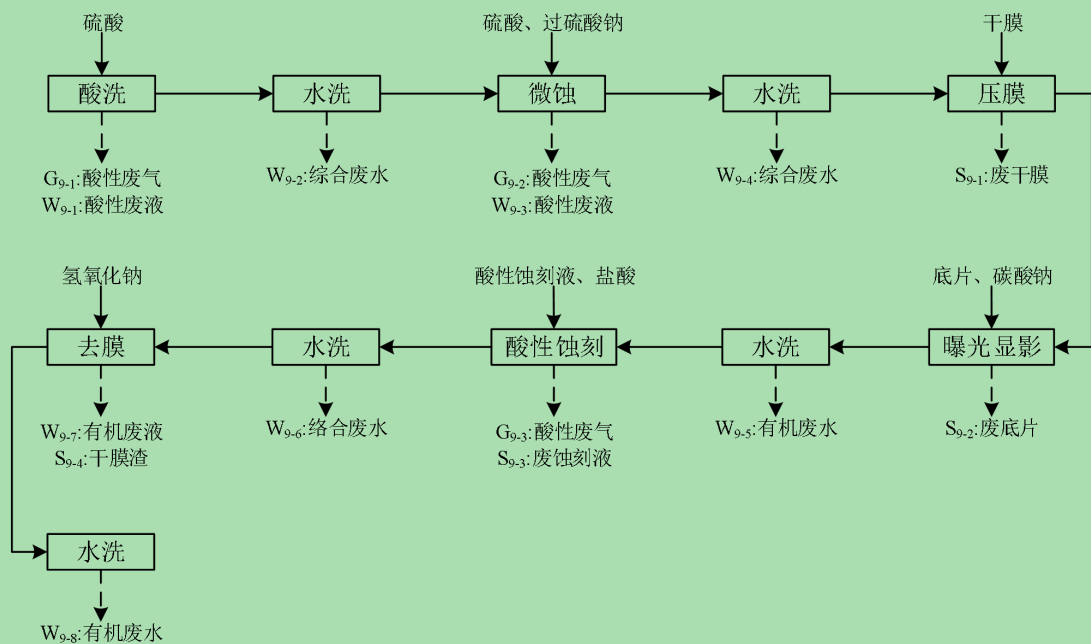 硫酸
硫酸、过硫酸钠
干膜
酸洗
水洗
微蚀
水洗
压膜
G9-1:酸性废气
W9-1:酸性废液
W9-2:综合废水
G9-2:酸性废气
W9-3:酸性废液
W9-4:综合废水
S9-1:废干膜
氢氧化钠
酸性蚀刻液、盐酸
底片、碳酸钠
去膜
水洗
酸性蚀刻
水洗
曝光显影
W9-7:有机废液
S9-4:干膜渣
W9-6:络合废水
G9-3:酸性废气
S9-3:废蚀刻液
W9-5:有机废水
S9-2:废底片
水洗
W9-8:有机废水